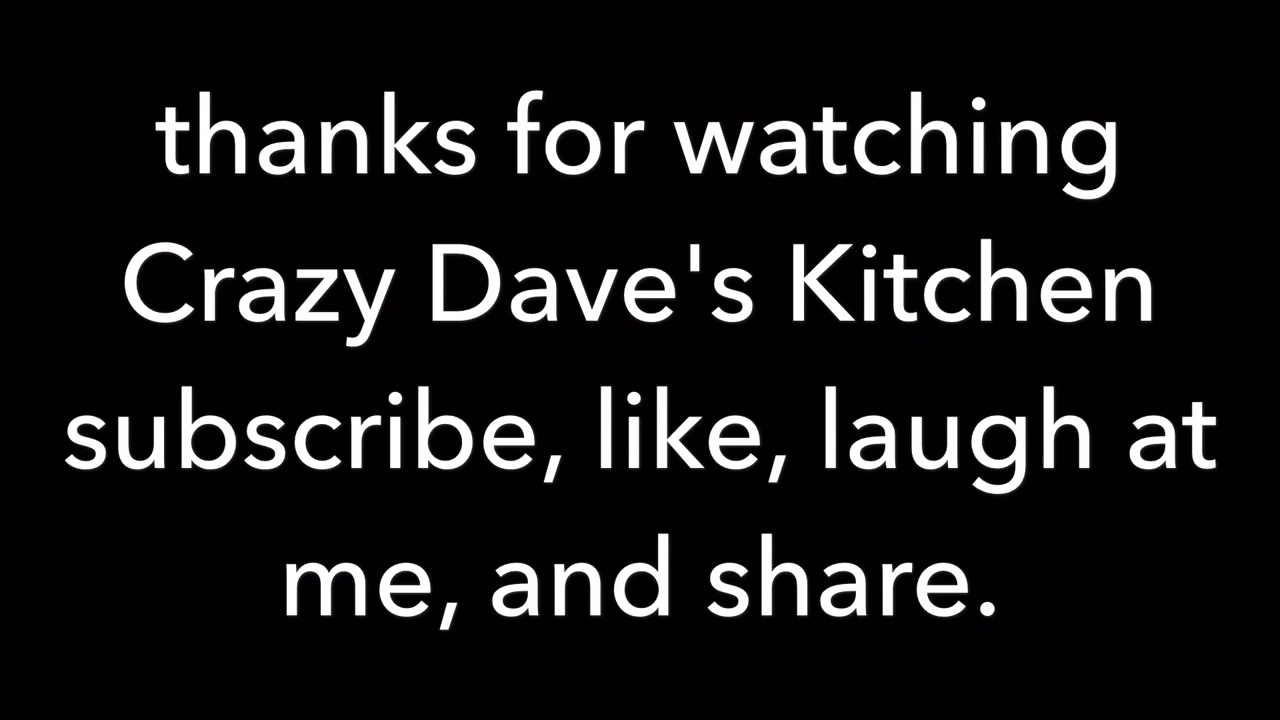 thanks for watching
Crazy Dave's Kitchen
subscribe, like, laugh at
me, and share.